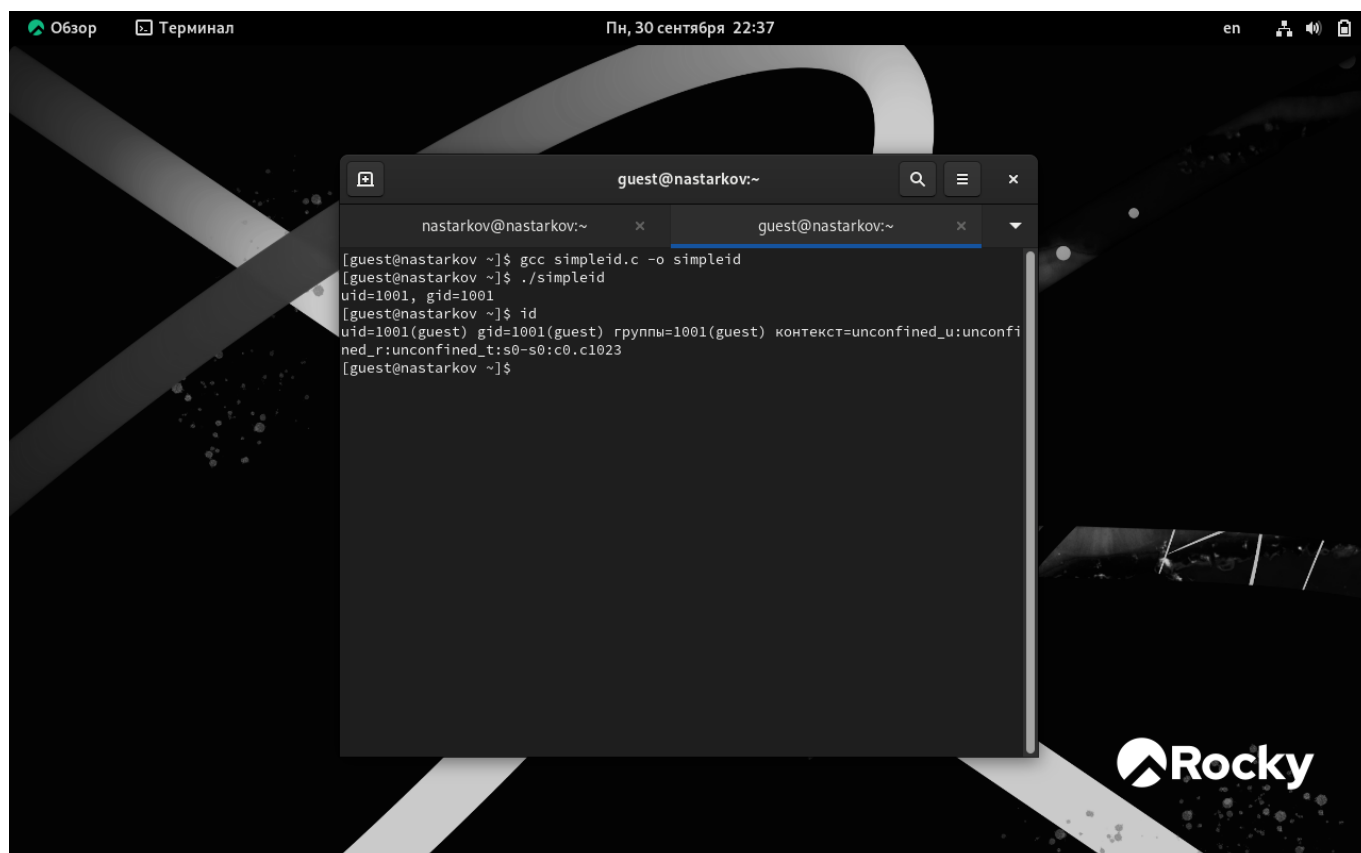 Обзор Терминал Пн, 30 сентября 22:37 en
guest@nastarkov:~
nastarkov@nastarkov:~ guest@nastarkov:~
[guest@nastarkov ~]$ gcc simpleid.c -o simpleid
[guest@nastarkov ~]$ ./simpleid
uid=1001, gid=1001
[guest@nastarkov ~]$ id
uid=1001(guest) gid=1001(guest) группы=1001(guest) контекст=unconfined_u:unconfi
ned_r:unconfined_t:s0-s0:c0.c1023
[guest@nastarkov ~]$
Rocky